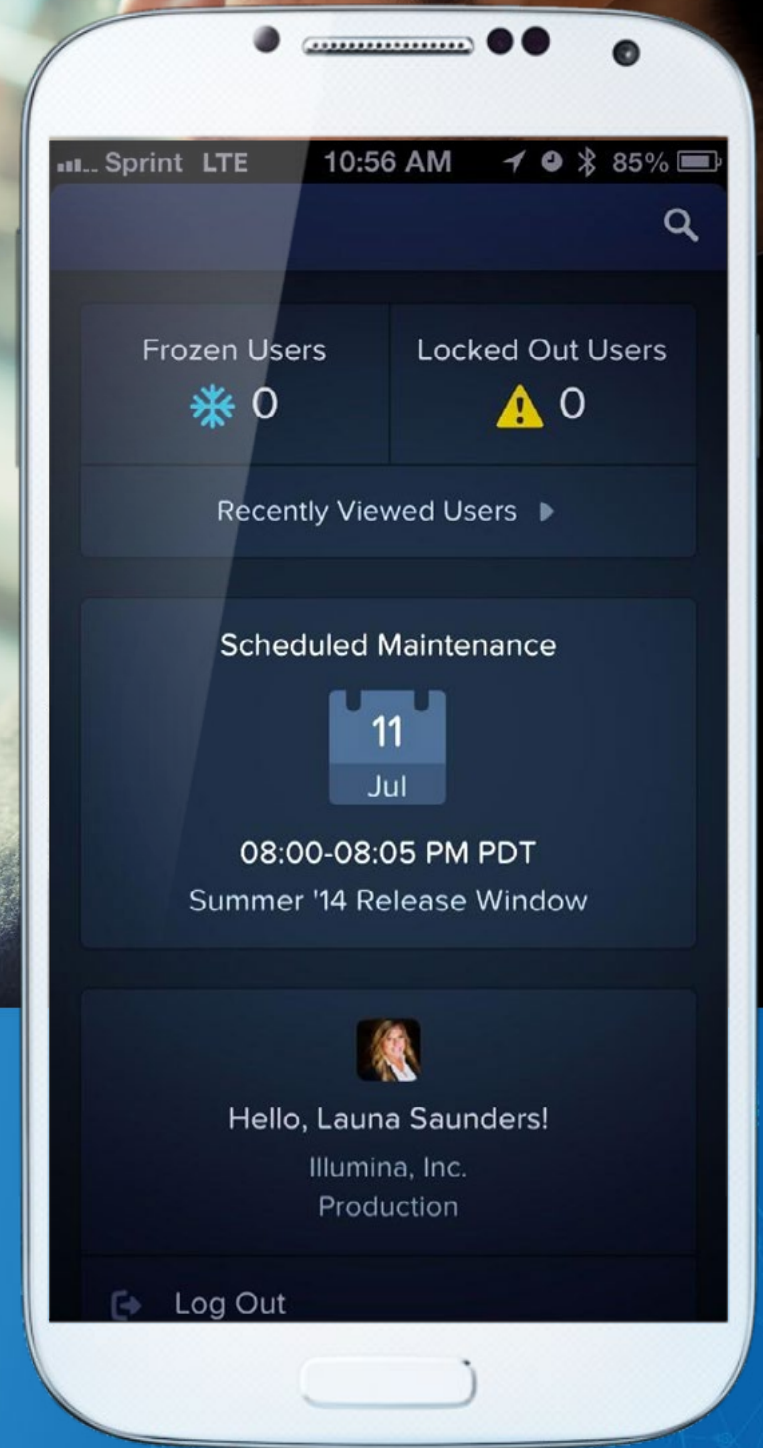 Sprint LTE 10:56 AM 85%
Frozen Users Locked Out Users
0 0
Recently Viewed Users
Scheduled Maintenance
11
Jul
08:00-08:05 PM PDT
Summer '14 Release Window
Hello, Launa Saunders!
Illumina, Inc.
Production
Log Out